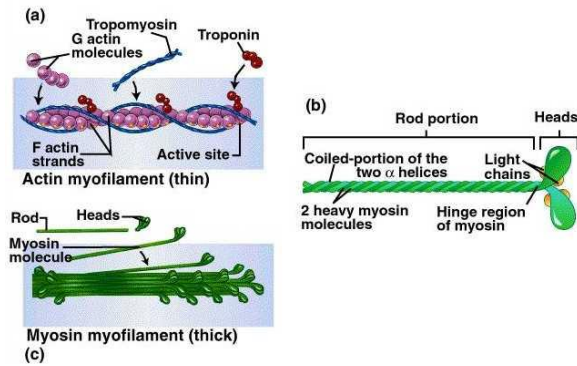 (a)
Tropomyosin
G actin
molecules
Troponin
F actin
strands
Active site
Actin myofilament (thin)
(b)
Rod portion
Heads
Coiled-portion of the
two α helices
Light
chains
2 heavy myosin
molecules
Hinge region
of myosin
Rod
Heads
Myosin
molecule
Myosin myofilament (thick)
(c)